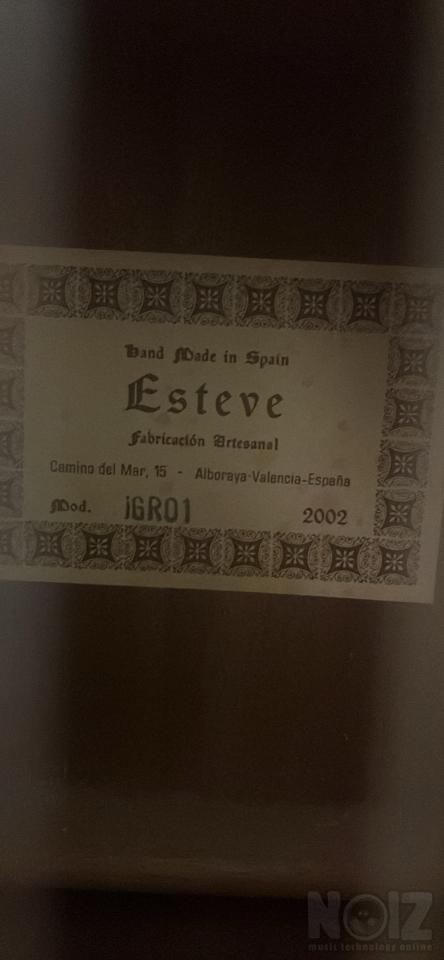 Hand Made in Spain
Esteve
Fabricación Artesanal
Camino del Mar, 15 - Alboraya-Valencia-España
Mod. iGR01 2002
NOIZ
music technology online